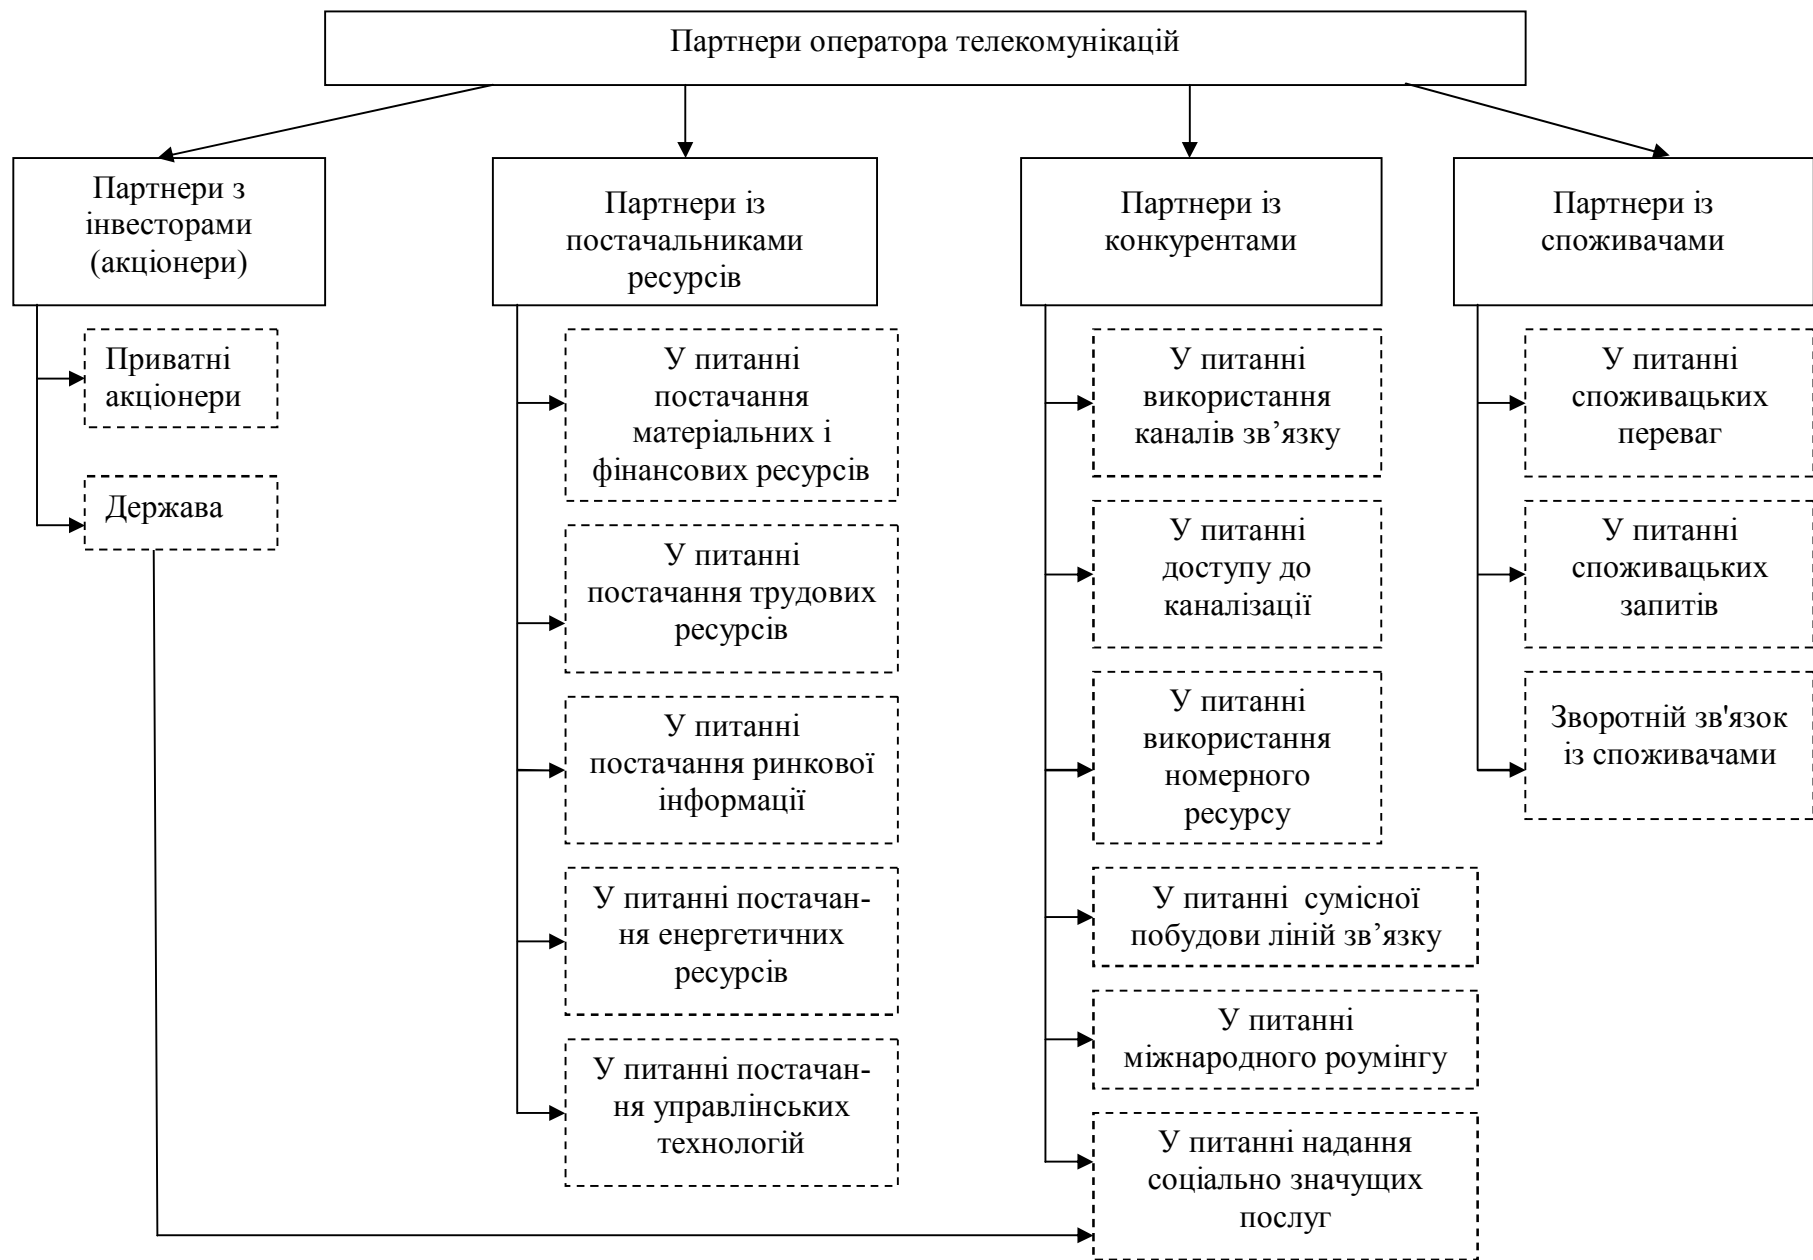 Партнери оператора телекомунікацій
Партнери з
інвесторами
(акціонери)
Приватні
акціонери
Держава
Партнери із
постачальниками
ресурсів
У питанні
постачання
матеріальних і
фінансових ресурсів
У питанні
постачання трудових
ресурсів
У питанні
постачання ринкової
інформації
У питанні постачан-
ня енергетичних
ресурсів
У питанні постачан-
ня управлінських
технологій
Партнери із
конкурентами
У питанні
використання
каналів зв’язку
У питанні
доступу до
каналізації
У питанні
використання
номерного
ресурсу
У питанні  сумісної
побудови ліній зв’язку
У питанні
міжнародного роумінгу
У питанні надання
соціально значущих
послуг
Партнери із
споживачами
У питанні
споживацьких
переваг
У питанні
споживацьких
запитів
Зворотній зв'язок
із споживачами